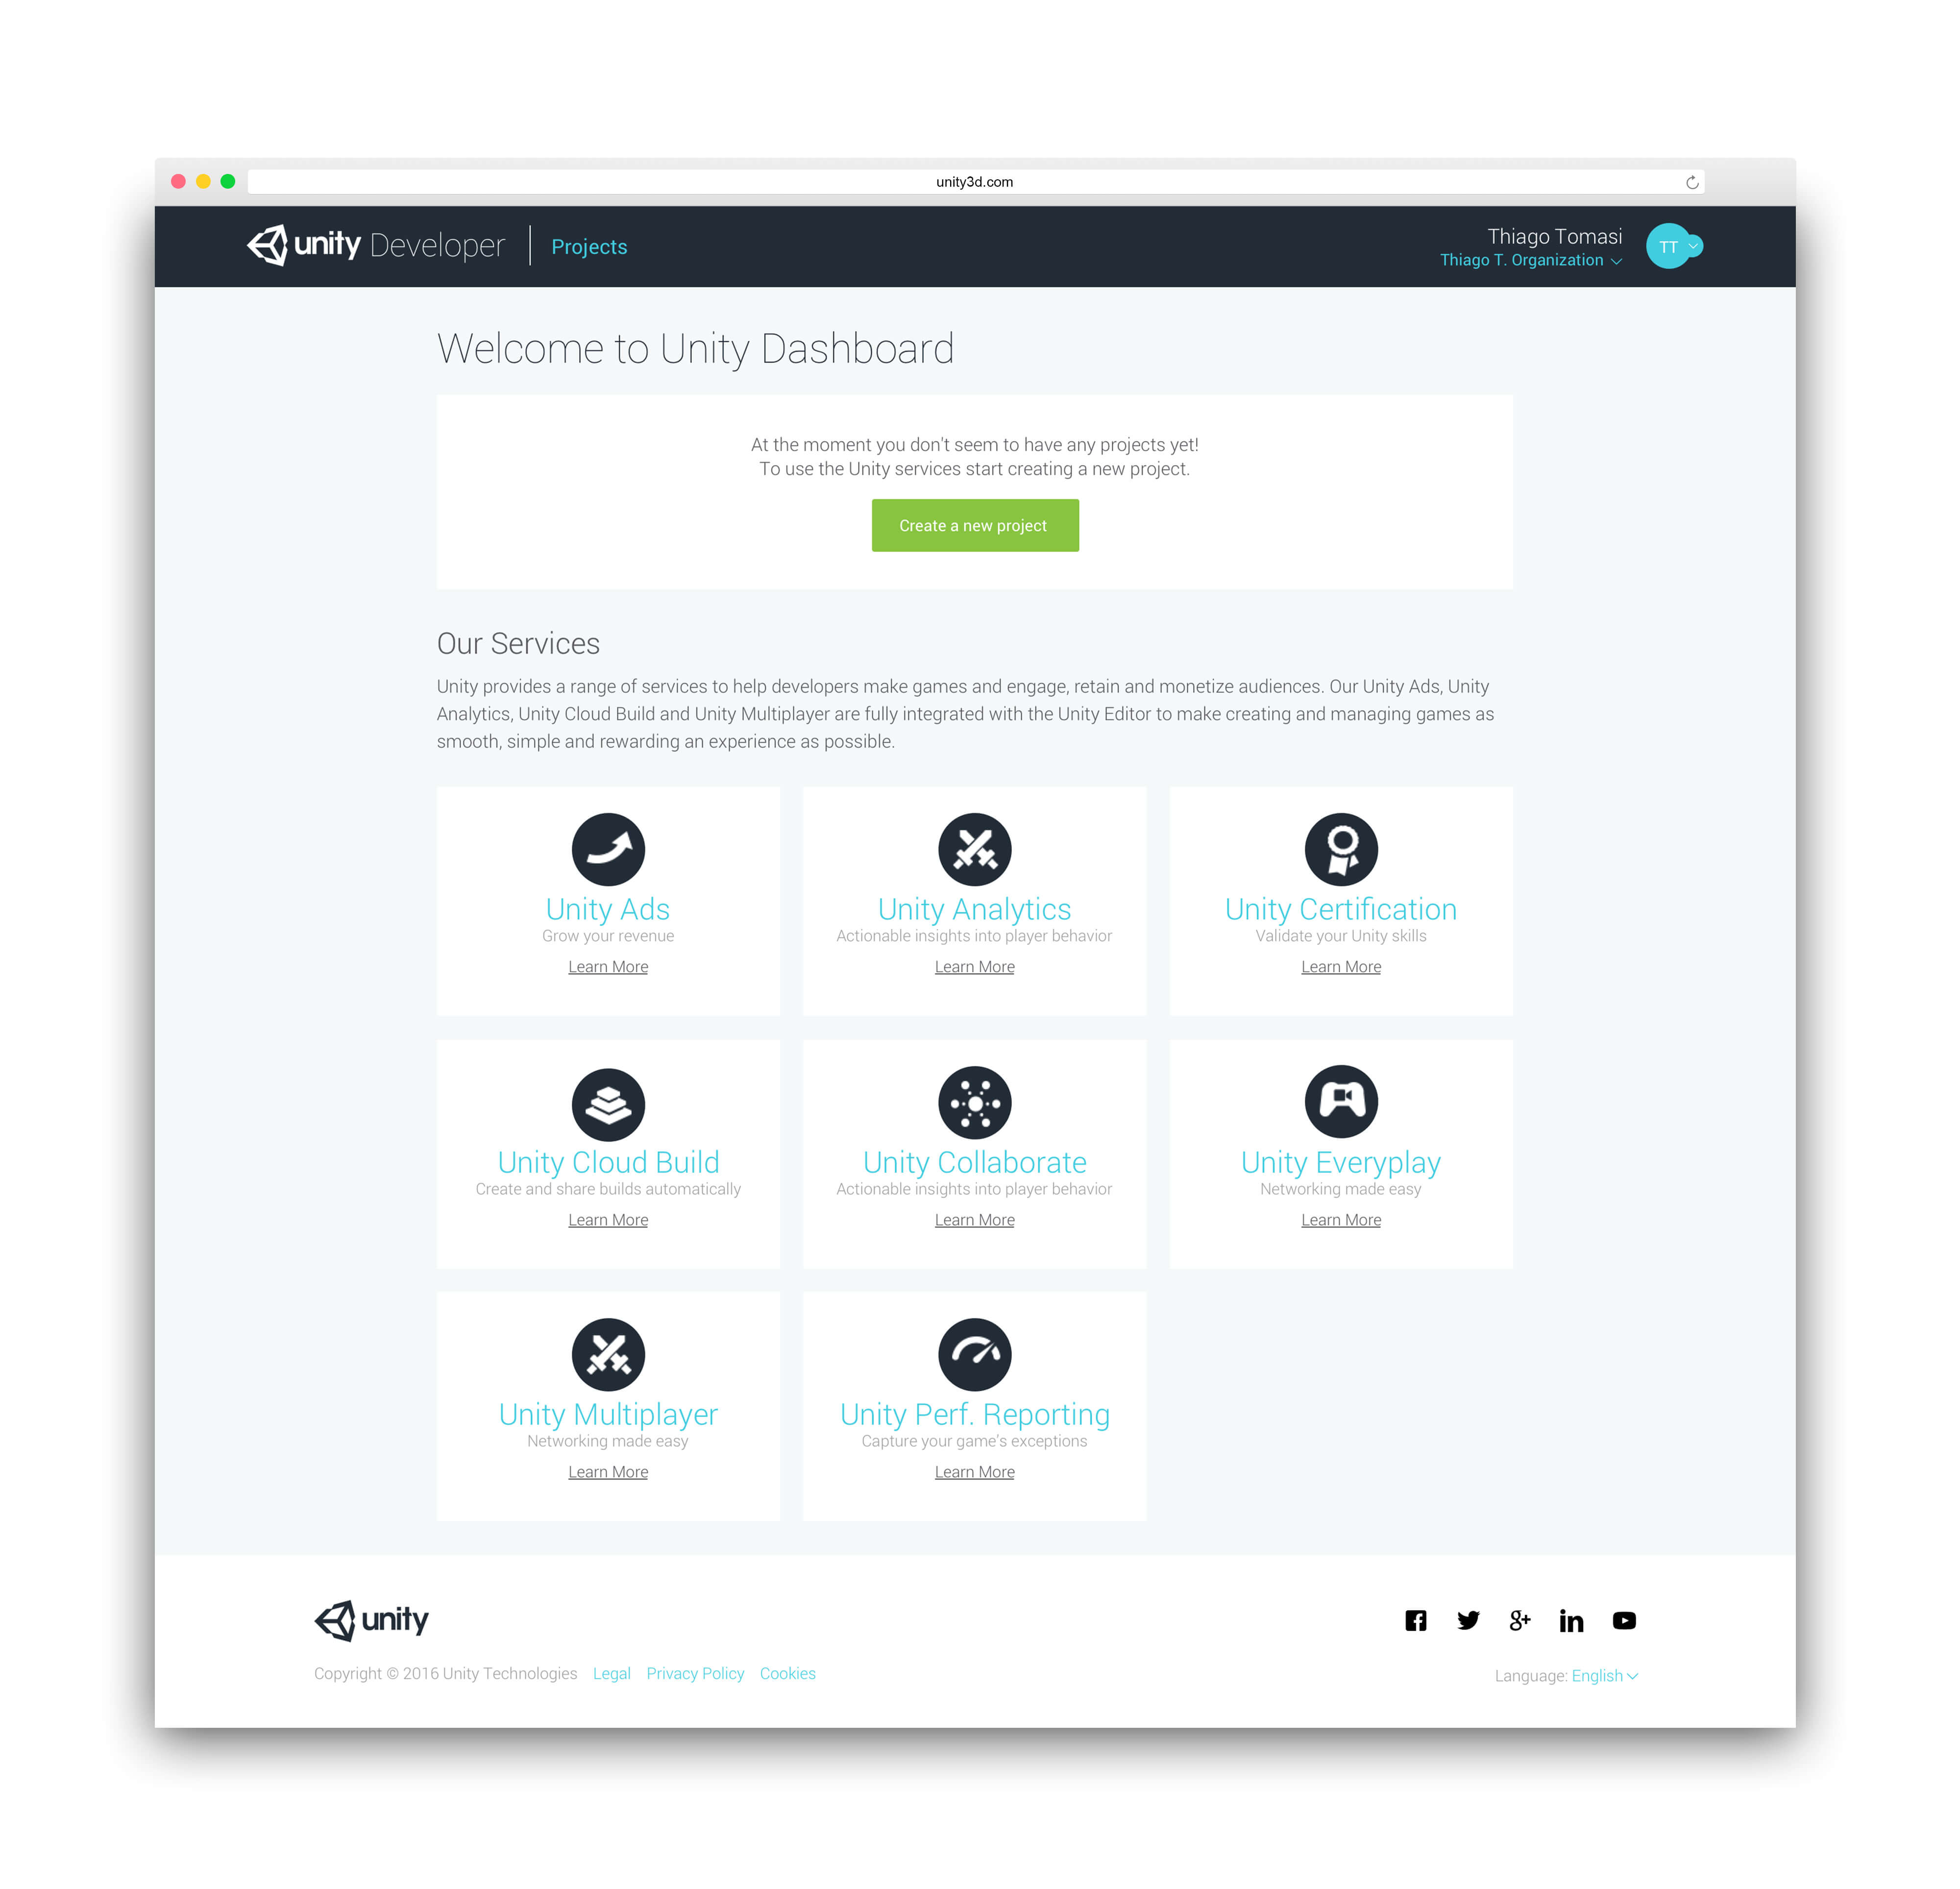 unity3d.com
unity Developer
Projects
Thiago Tomasi
Thiago T. Organization
TT
Welcome to Unity Dashboard
At the moment you don't seem to have any projects yet!
To use the Unity services start creating a new project.
Create a new project
Our Services
Unity provides a range of services to help developers make games and engage, retain and monetize audiences. Our Unity Ads, Unity
Analytics, Unity Cloud Build and Unity Multiplayer are fully integrated with the Unity Editor to make creating and managing games as
smooth, simple and rewarding an experience as possible.
Unity Ads
Grow your revenue
Learn More
Unity Analytics
Actionable insights into player behavior
Learn More
Unity Certification
Validate your Unity skills
Learn More
Unity Cloud Build
Create and share builds automatically
Learn More
Unity Collaborate
Actionable insights into player behavior
Learn More
Unity Everyplay
Networking made easy
Learn More
Unity Multiplayer
Networking made easy
Learn More
Unity Perf. Reporting
Capture your game's exceptions
Learn More
unity
Copyright © 2016 Unity Technologies Legal Privacy Policy Cookies
Language: English